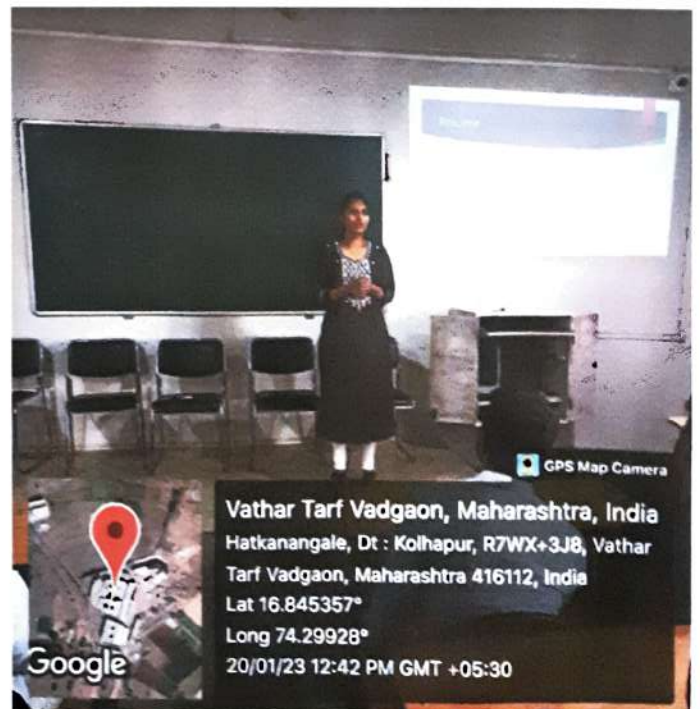 GPS Map Camera
Vathar Tarf Vadgaon, Maharashtra, India
Hatkanangale, Dt : Kolhapur, R7WX+3J8, Vathar
Tarf Vadgaon, Maharashtra 416112, India
Lat 16.845357°
Long 74.29928°
20/01/23 12:42 PM GMT +05:30
Google